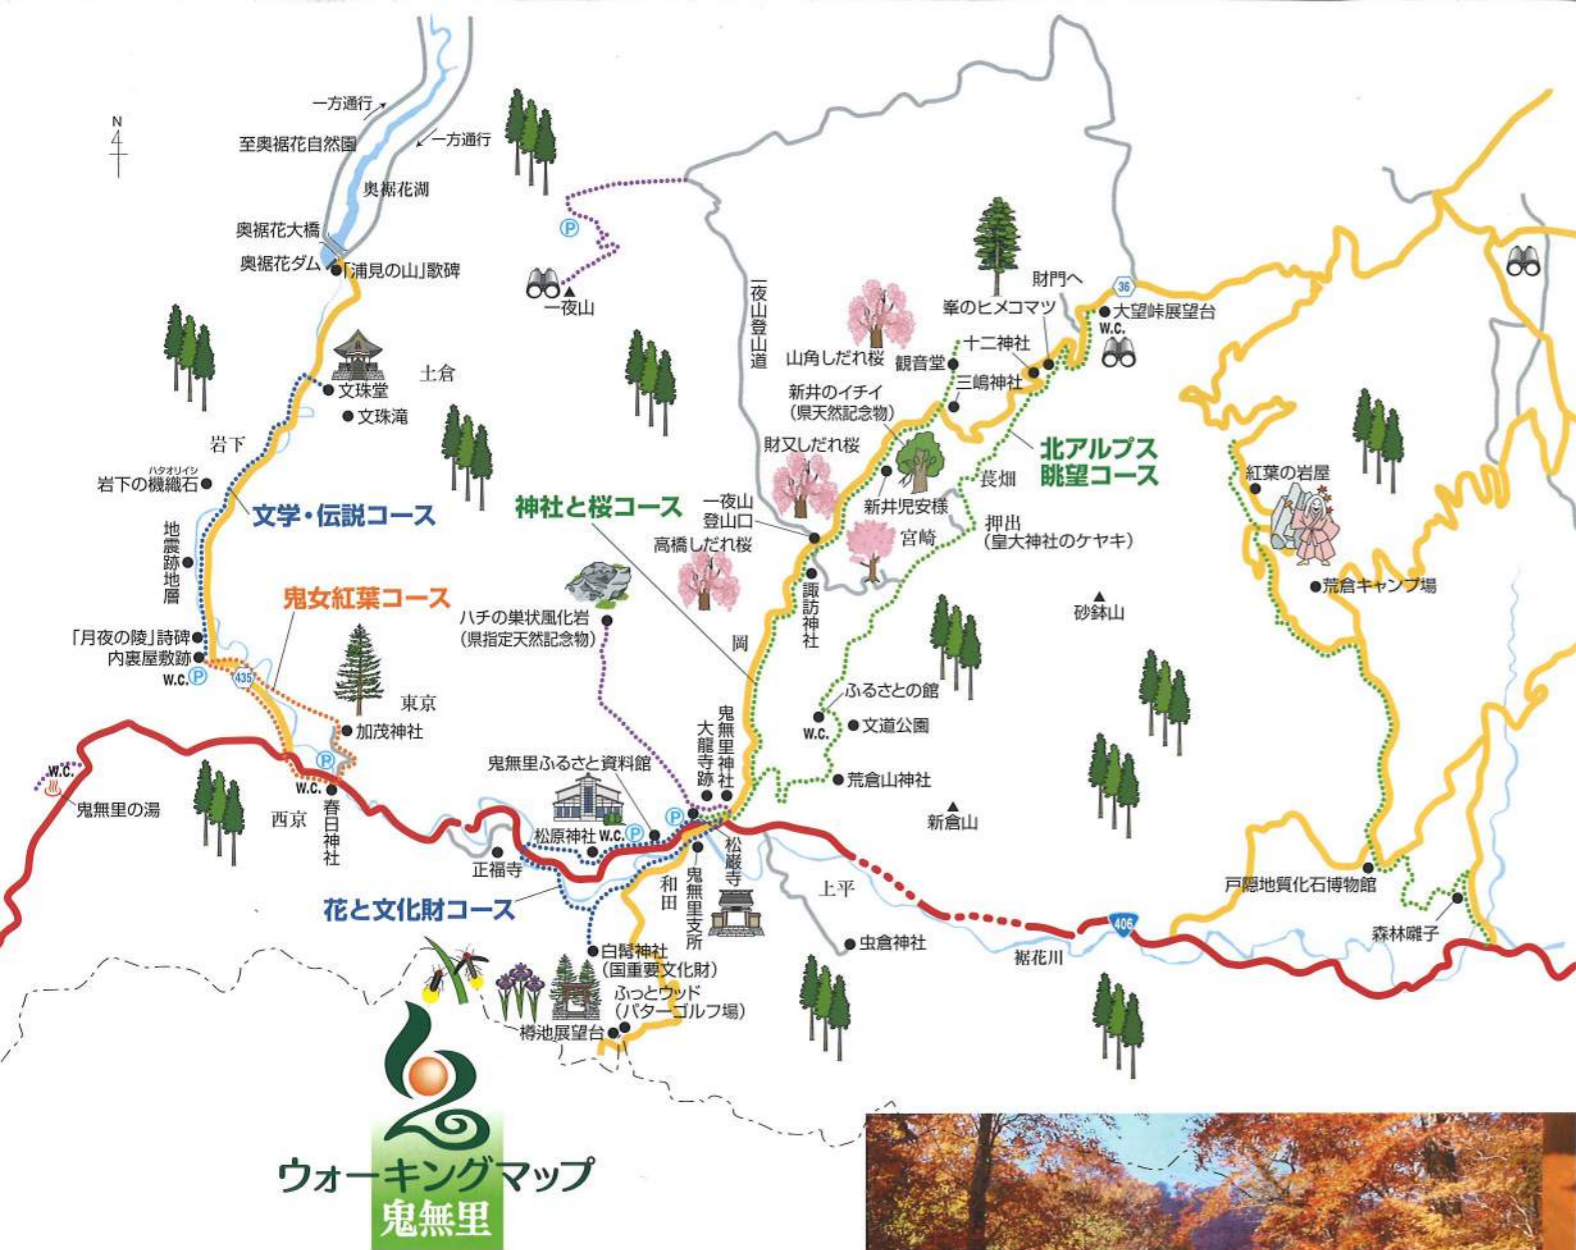 N
一方通行
至奥裾花自然園
一方通行
奥裾花湖
奥裾花大橋
奥裾花ダム
「浦見の山」歌碑
P
一夜山
一夜山登山道
36
財門へ
峯のヒメコマツ
大望峠展望台
W.C.
十二神社
山角しだれ桜
観音堂
三嶋神社
新井のイチイ
(県天然記念物)
文珠堂
土倉
文珠滝
岩下
財又しだれ桜
北アルプス
眺望コース
ハタオリイシ
岩下の機織石
文学・伝説コース
神社と桜コース
一夜山
登山口
新井児安様
萇畑
紅葉の岩屋
地震跡地層
高橋しだれ桜
宮崎
押出
(皇大神社のケヤキ)
鬼女紅葉コース
ハチの巣状風化岩
(県指定天然記念物)
諏訪神社
砂鉢山
荒倉キャンプ場
「月夜の陵」詩碑
内裏屋敷跡
W.C.
P
435
岡
東京
加茂神社
ふるさとの館
W.C.
文道公園
鬼無里神社
大龍寺跡
W.C.
鬼無里の湯
P
W.C.
西京
春日神社
鬼無里ふるさと資料館
荒倉山神社
新倉山
松原神社
W.C.
P
P
正福寺
松巌寺
和田
鬼無里支所
上平
戸隠地質化石博物館
花と文化財コース
森林囃子
406
虫倉神社
裾花川
白髯神社
(国重要文化財)
ふっとウッド
(パターゴルフ場)
樽池展望台
ウォーキングマップ
鬼無里